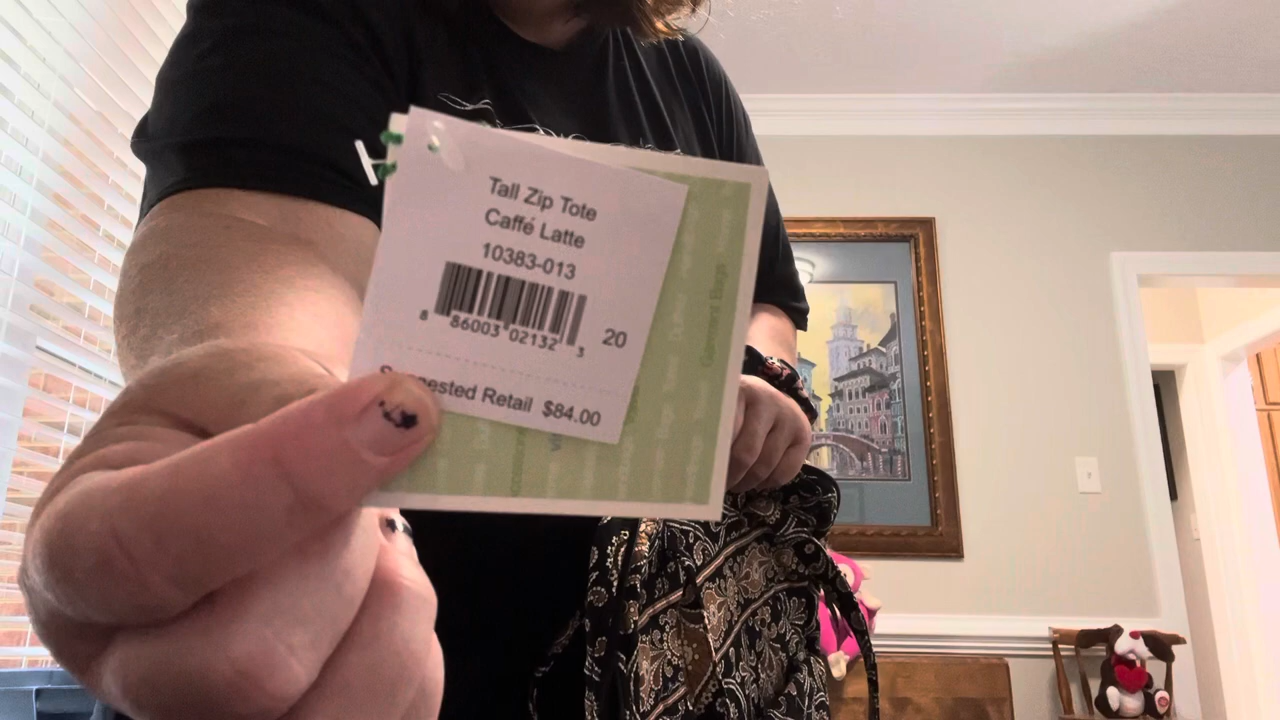 Tall Zip Tote
Caffé Latte
10383-013
8 86003 02132 3 20
Suggested Retail $84.00